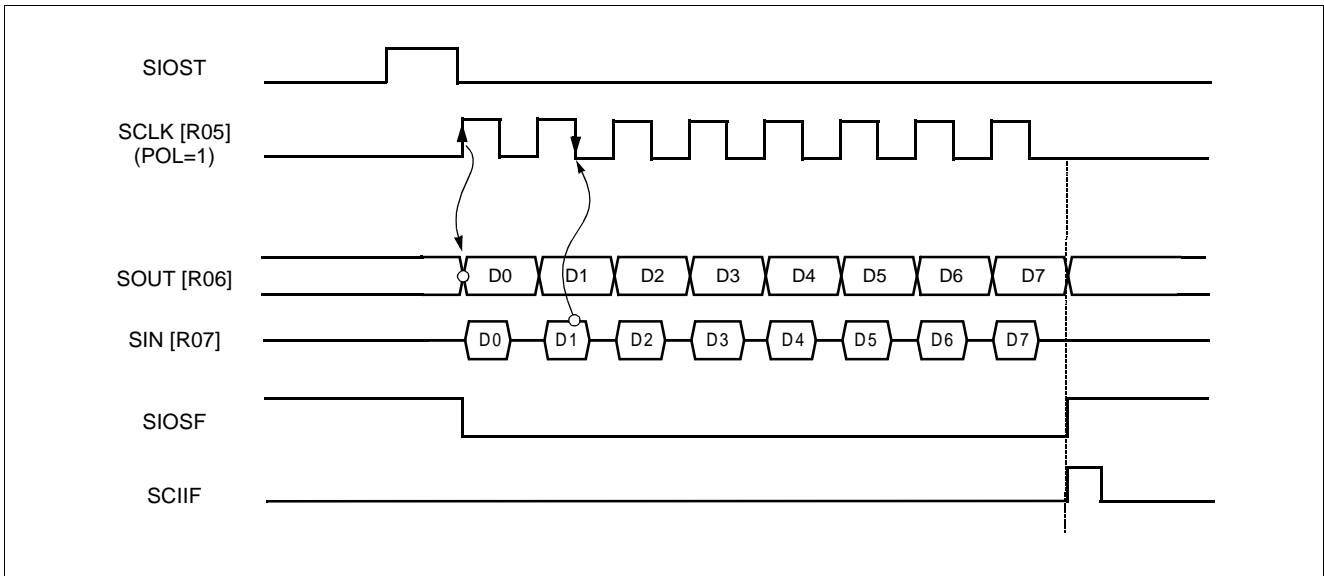 SIOST
SCLK [R05]
(POL=1)
SOUT [R06]
D0 D1 D2 D3 D4 D5 D6 D7
SIN [R07]
D0 D1 D2 D3 D4 D5 D6 D7
SIOSF
SCIIF